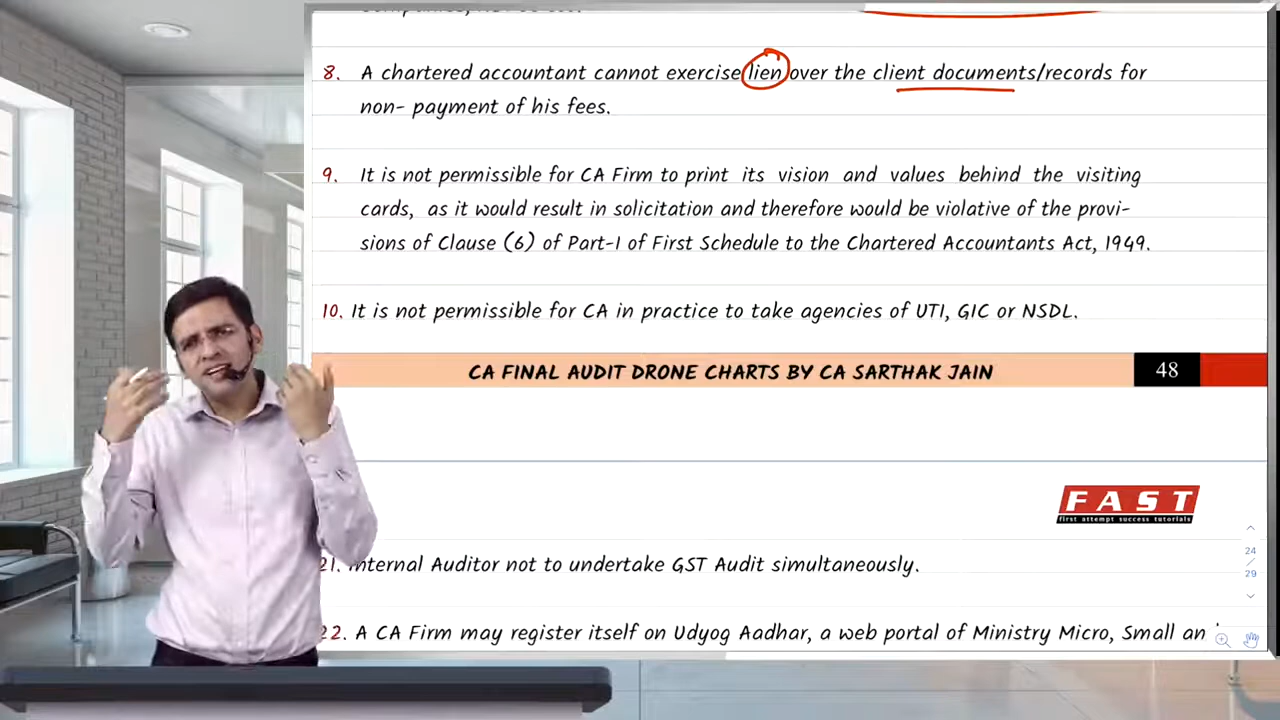 8. A chartered accountant cannot exercise lien over the client documents/records for
non- payment of his fees.
9. It is not permissible for CA Firm to print its vision and values behind the visiting
cards, as it would result in solicitation and therefore would be violative of the provi-
sions of Clause (6) of Part-I of First Schedule to the Chartered Accountants Act, 1949.
10. It is not permissible for CA in practice to take agencies of UTI, GIC or NSDL.
CA FINAL AUDIT DRONE CHARTS BY CA SARTHAK JAIN 48
FAST
first attempt success tutorials
21. Internal Auditor not to undertake GST Audit simultaneously.
24
/
29
22. A CA Firm may register itself on Udyog Aadhar, a web portal of Ministry Micro, Small an